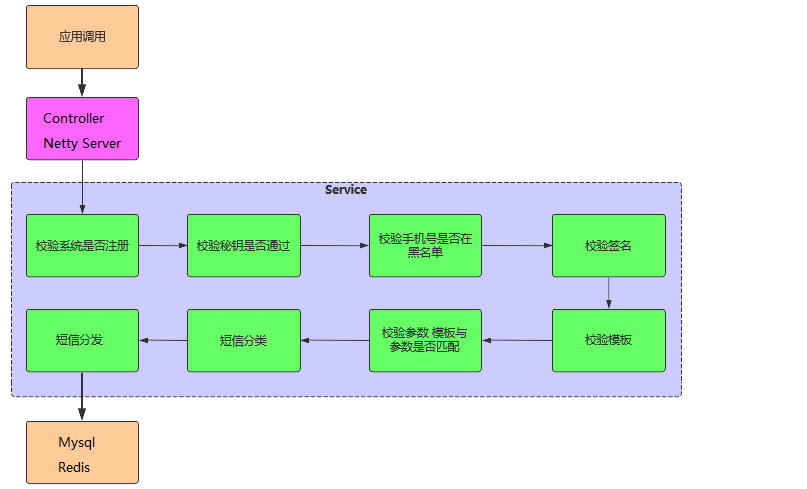 应用调用
Controller
Netty Server
Service
校验系统是否注册
校验秘钥是否通过
校验手机号是否在
黑名单
校验签名
校验模板
校验参数 模板与
参数是否匹配
短信分类
短信分发
Mysql
Redis